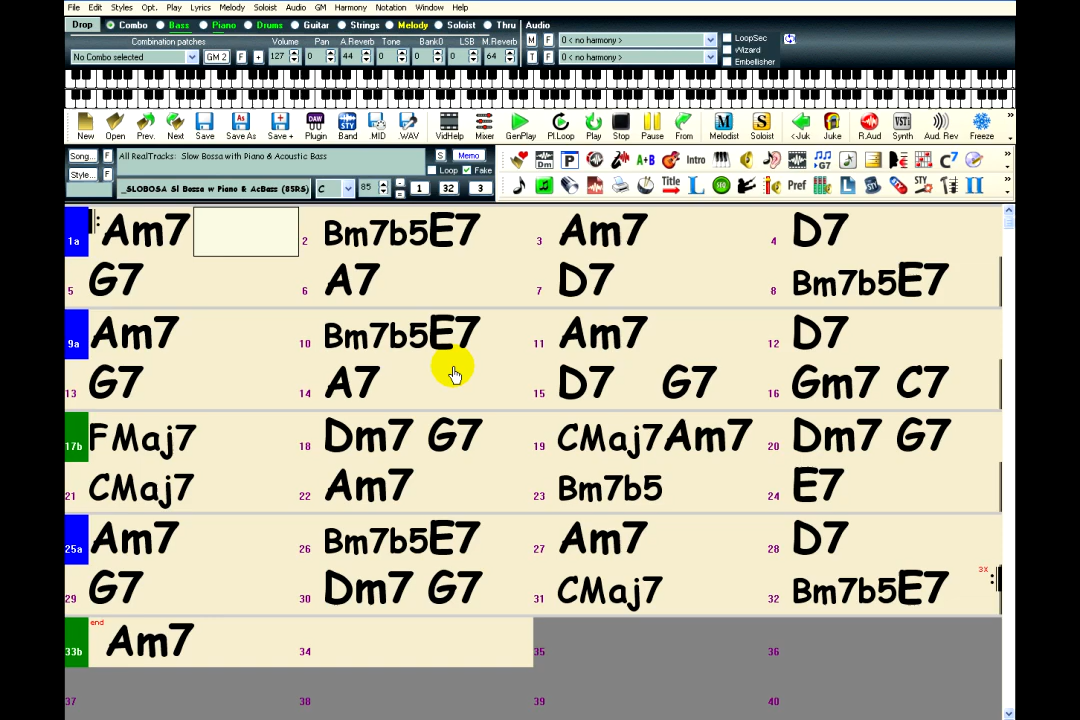 File Edit Styles Opt. Play Lyrics Melody Soloist Audio GM Harmony Notation Window Help
Drop Combo Bass Piano Drums Guitar Strings Melody Soloist Thru Audio
Combination patches Volume Pan A.Reverb Tone Bank0 LSB M.Reverb M F 0 < no harmony> LoopSec
No Combo selected GM 2 F + 127 0 44 0 0 0 64 T F 0 < no harmony> Wizard
Embellisher
New Open Prev. Next Save Save As Save + Plugin Band .MID .WAV VidHelp Mixer GenPlay Pt.Loop Play Stop Pause From Melodist Soloist <-Juk Juke R.Aud Synth Aud. Rev Freeze
Song... F All RealTracks: Slow Bossa with Piano & Acoustic Bass S Memo
Style... F Loop Fake
_SLOBOSA Sl Bossa w Piano & AcBass (85RS) C 85 1 32 3
Dm P A+B Intro G7 C7
Title L Pref STY
1a Am7 2 Bm7b5E7 3 Am7 4 D7
5 G7 6 A7 7 D7 8 Bm7b5E7
9a Am7 10 Bm7b5E7 11 Am7 12 D7
13 G7 14 A7 15 D7 G7 16 Gm7 C7
17b FMaj7 18 Dm7 G7 19 CMaj7Am7 20 Dm7 G7
21 CMaj7 22 Am7 23 Bm7b5 24 E7
25a Am7 26 Bm7b5E7 27 Am7 28 D7
29 G7 30 Dm7 G7 31 CMaj7 32 Bm7b5E7 3X
end
33b Am7 34 35 36
37 38 39 40